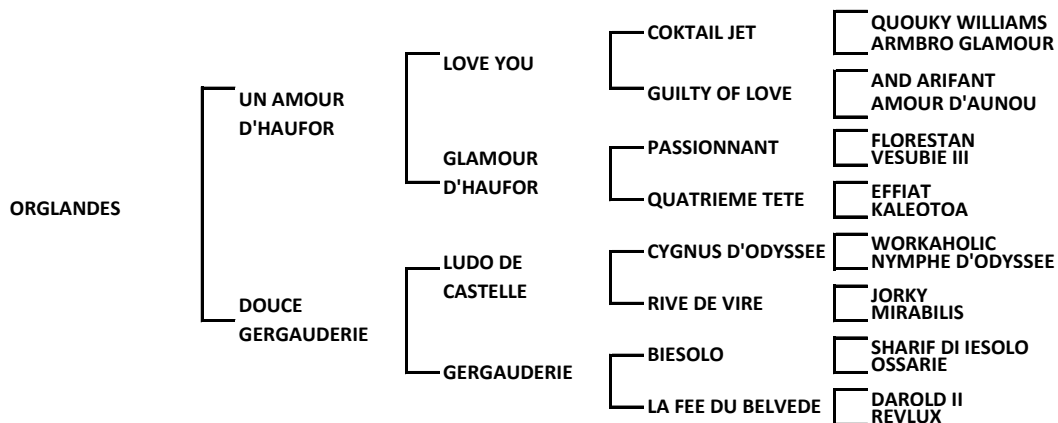 ORGLANDES
UN AMOUR
D'HAUFOR
DOUCE
GERGAUDERIE
LOVE YOU
GLAMOUR
D'HAUFOR
LUDO DE
CASTELLE
GERGAUDERIE
COKTAIL JET
GUILTY OF LOVE
PASSIONNANT
QUATRIEME TETE
CYGNUS D'ODYSSEE
RIVE DE VIRE
BIESOLO
LA FEE DU BELVEDE
QUOUKY WILLIAMS
ARMBRO GLAMOUR
AND ARIFANT
AMOUR D'AUNOU
FLORESTAN
VESUBIE III
EFFIAT
KALEOTOA
WORKAHOLIC
NYMPHE D'ODYSSEE
JORKY
MIRABILIS
SHARIF DI IESOLO
OSSARIE
DAROLD II
REVLUX